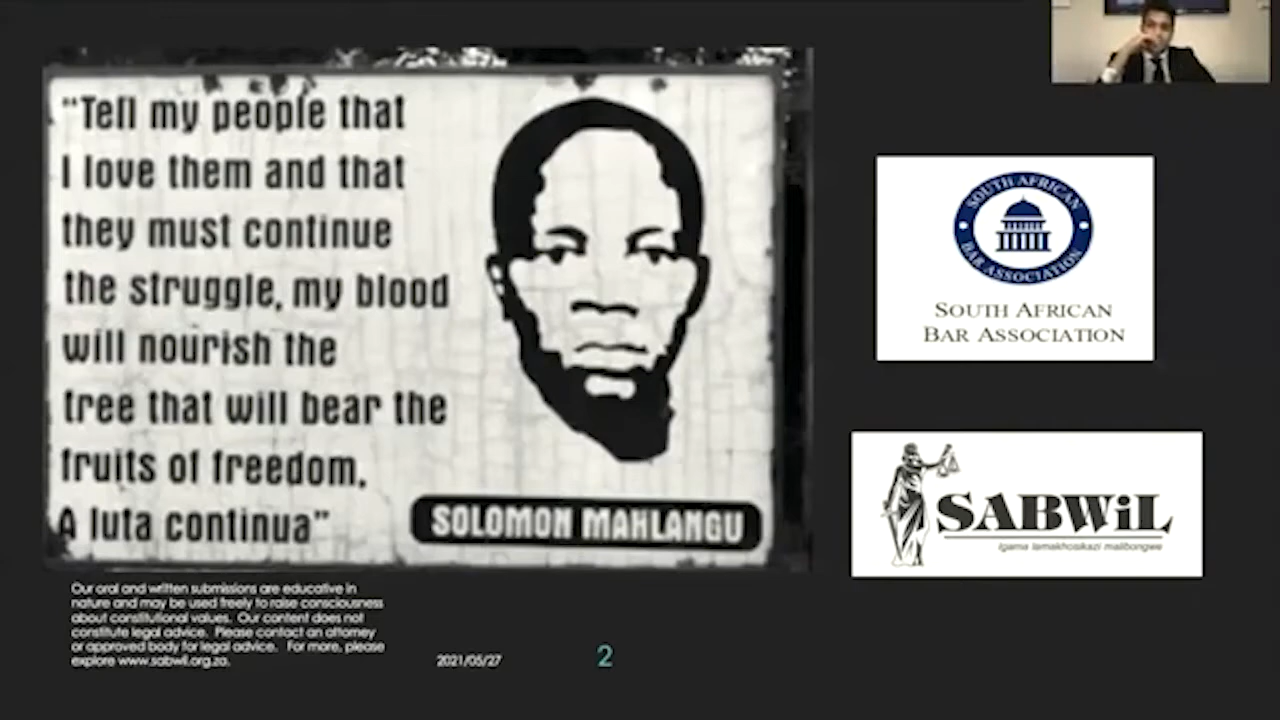 “Tell my people that
I love them and that
they must continue
the struggle, my blood
will nourish the
tree that will bear the
fruits of freedom.
A luta continua”
SOLOMON MAHLANGU
SOUTH AFRICAN
BAR ASSOCIATION
SOUTH AFRICAN
BAR ASSOCIATION
SABWiL
Igama lamakhosikazi malibongwe
Our oral and written submissions are educative in
nature and may be used freely to raise consciousness
about constitutional values. Our content does not
constitute legal advice. Please contact an attorney
or approved body for legal advice. For more, please
explore www.sabwil.org.za.
2021/05/27
2